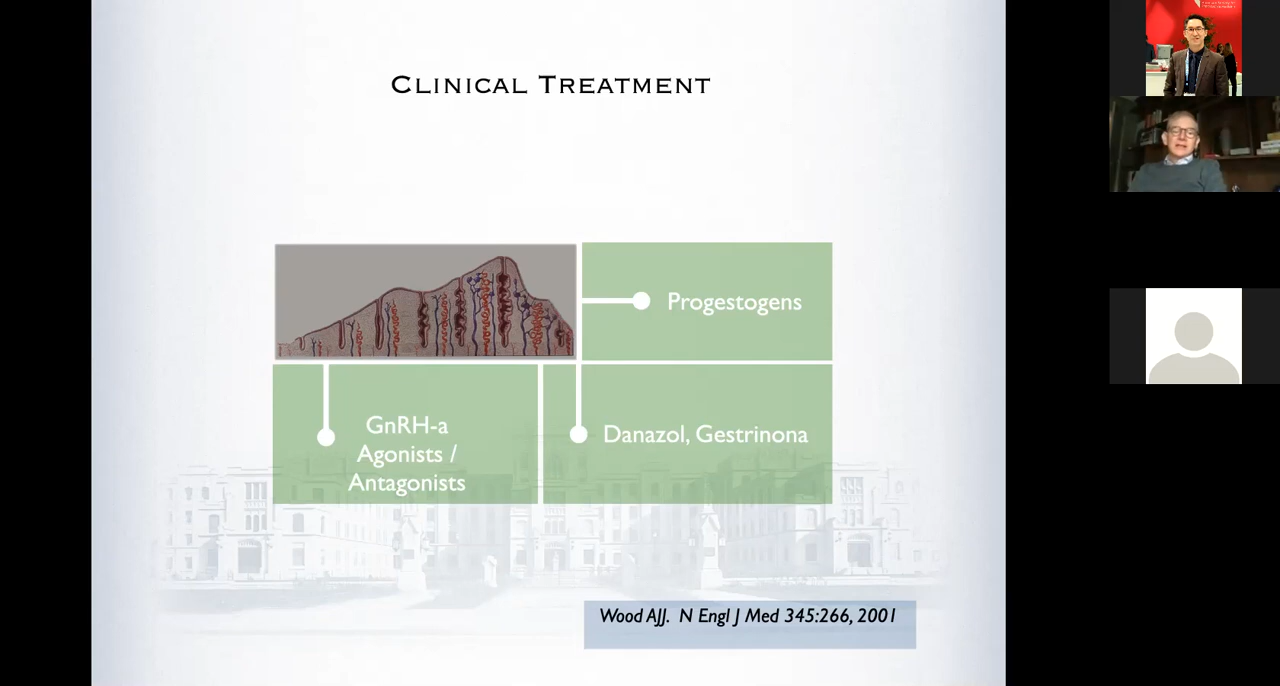 Clinical Treatment
Progestogens
GnRH-a
Agonists /
Antagonists
Danazol, Gestrinona
Wood AJJ. N Engl J Med 345:266, 2001